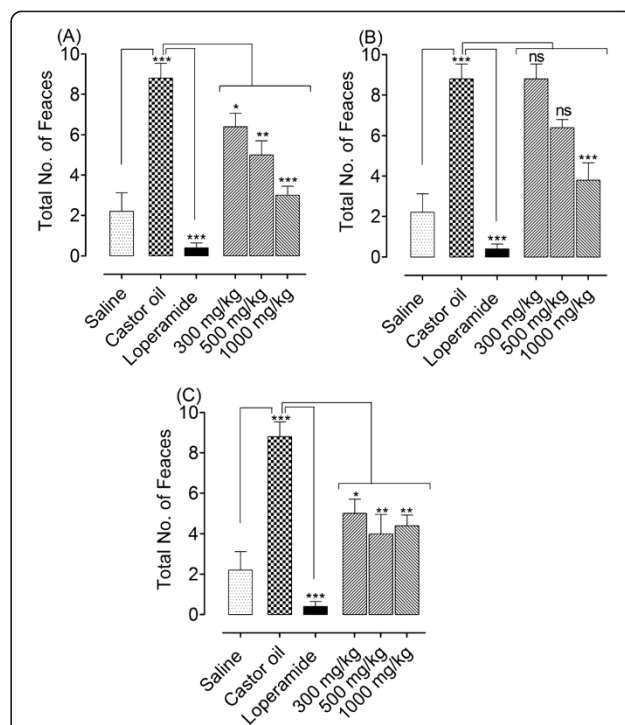 (A)
Total No. of Feaces
10
8
6
4
2
0
***
***
*
**
***
Saline
Castor oil
Loperamide
300 mg/kg
500 mg/kg
1000 mg/kg
(B)
Total No. of Feaces
10
8
6
4
2
0
***
***
ns
ns
***
Saline
Castor oil
Loperamide
300 mg/kg
500 mg/kg
1000 mg/kg
(C)
Total No. of Feaces
10
8
6
4
2
0
***
***
*
**
**
Saline
Castor oil
Loperamide
300 mg/kg
500 mg/kg
1000 mg/kg